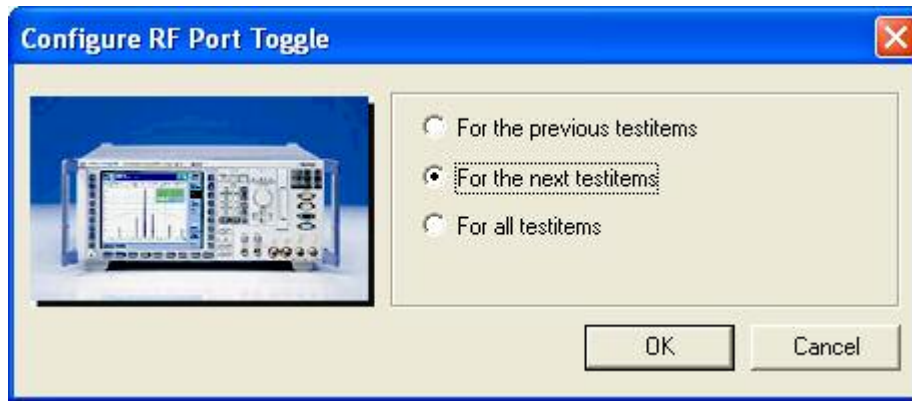 Configure RF Port Toggle
For the previous testitems
For the next testitems
For all testitems
OK
Cancel